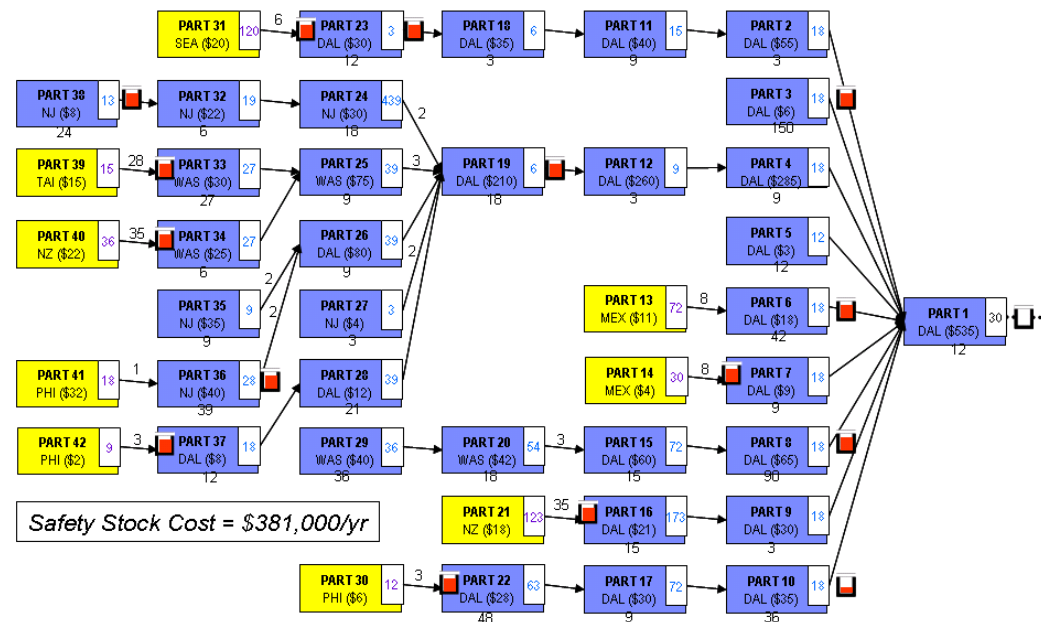 PART 31
SEA ($20)
120
6
PART 23
DAL ($30)
3
12
PART 18
DAL ($35)
6
3
PART 11
DAL ($40)
15
9
PART 2
DAL ($55)
18
3
PART 38
NJ ($8)
13
24
PART 32
NJ ($22)
19
6
PART 24
NJ ($30)
439
18
2
PART 3
DAL ($6)
18
150
PART 39
TAI ($15)
15
28
PART 33
WAS ($30)
27
27
PART 25
WAS ($75)
39
9
3
PART 19
DAL ($210)
6
18
PART 12
DAL ($260)
9
3
PART 4
DAL ($285)
18
9
PART 40
NZ ($22)
36
35
PART 34
WAS ($25)
27
6
PART 26
DAL ($80)
39
9
2
PART 5
DAL ($3)
12
12
PART 35
NJ ($35)
9
9
2
2
PART 27
NJ ($4)
3
3
PART 13
MEX ($11)
72
8
PART 6
DAL ($18)
18
42
PART 1
DAL ($535)
30
12
PART 41
PHI ($32)
18
1
PART 36
NJ ($40)
28
39
PART 28
DAL ($12)
39
21
PART 14
MEX ($4)
30
8
PART 7
DAL ($9)
18
9
PART 42
PHI ($2)
9
3
PART 37
DAL ($8)
18
12
PART 29
WAS ($40)
36
36
PART 20
WAS ($42)
54
18
3
PART 15
DAL ($60)
72
15
PART 8
DAL ($65)
18
90
Safety Stock Cost = $381,000/yr
PART 21
NZ ($18)
123
35
PART 16
DAL ($21)
173
15
PART 9
DAL ($30)
18
3
PART 30
PHI ($6)
12
3
PART 22
DAL ($28)
63
48
PART 17
DAL ($30)
72
9
PART 10
DAL ($35)
18
36